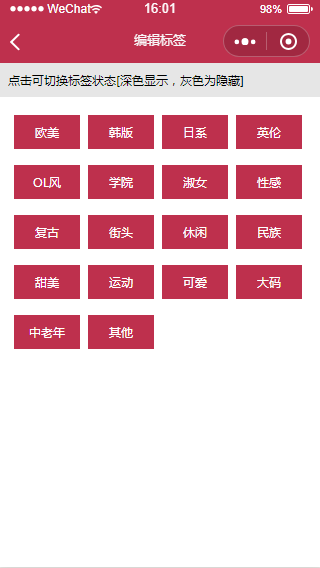 WeChat 16:01 98%
编辑标签
点击可切换标签状态[深色显示，灰色为隐藏]
欧美 韩版 日系 英伦
OL风 学院 淑女 性感
复古 街头 休闲 民族
甜美 运动 可爱 大码
中老年 其他